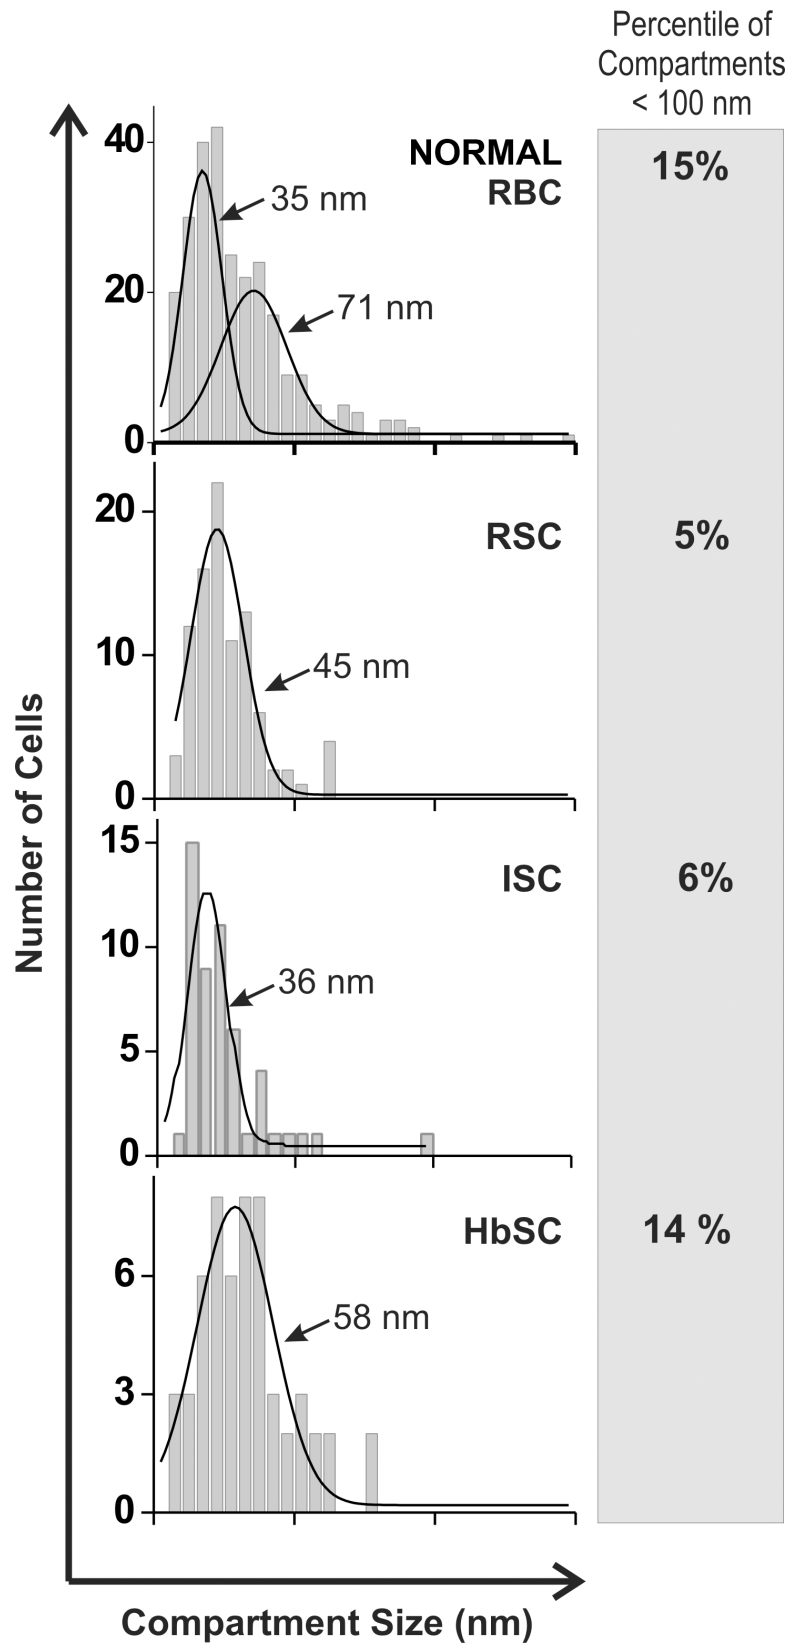 Percentile of
Compartments
< 100 nm
40
NORMAL
RBC
15%
35 nm
20
71 nm
0
20
RSC
5%
10
45 nm
0
15
ISC
6%
10
36 nm
5
0
HbSC
14 %
6
58 nm
3
0
Number of Cells
Compartment Size (nm)